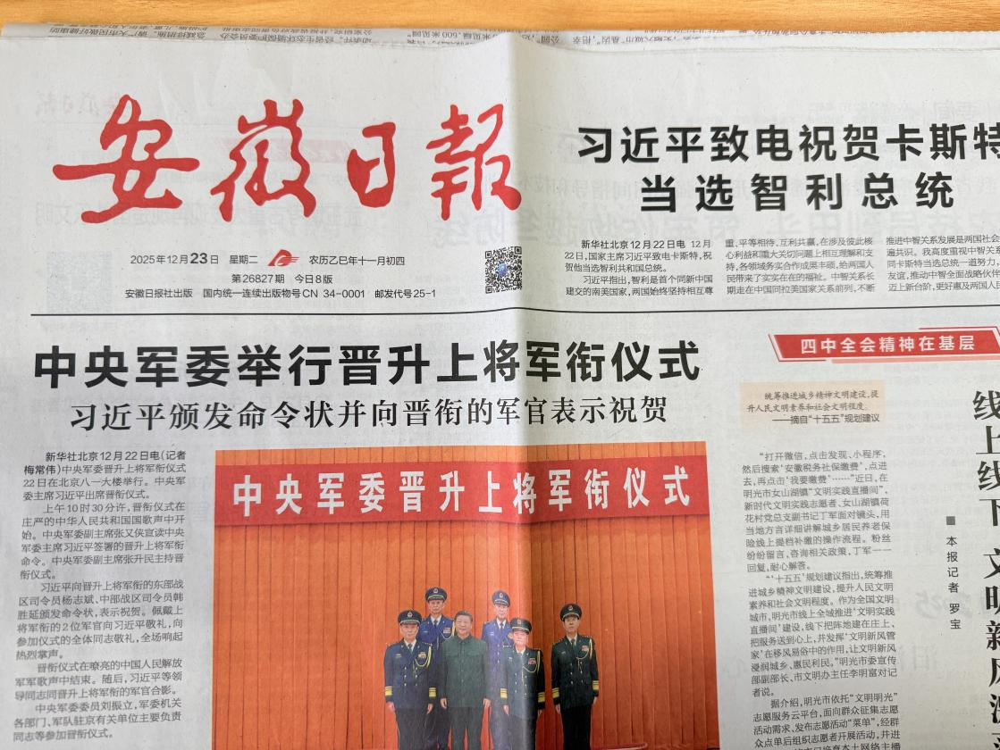 安徽日報
2025年12月23日 星期二 农历乙巳年十一月初四
第26827期 今日8版
安徽日报社出版 国内统一连续出版物号CN 34-0001 邮发代号25-1
习近平致电祝贺卡斯特
当选智利总统
新华社北京12月22日电 12月
22日,国家主席习近平致电卡斯特,祝
贺他当选智利共和国总统。
习近平指出,智利是首个同新中国
建交的南美国家,两国始终坚持相互尊
重,平等相待,互利共赢,在涉及彼此核
心利益和重大关切问题上相互理解和支
持,各领域务实合作成果丰硕,给两国人
民带来了实实在在的福祉。中智关系长
期走在中国同拉美国家关系前列,不断
推进中智关系发展是两国社会
遍共识。我高度重视中智关系
同卡斯特当选总统一道努力,
友谊,推动中智全面战略伙伴
迈上新台阶,更好惠及两国人民
中央军委举行晋升上将军衔仪式
习近平颁发命令状并向晋衔的军官表示祝贺
新华社北京12月22日电(记者
梅常伟)中央军委晋升上将军衔仪式
22日在北京八一大楼举行。中央军
委主席习近平出席晋衔仪式。
上午10时30分许,晋衔仪式在
庄严的中华人民共和国国歌声中开
始。中央军委副主席张又侠宣读中央
军委主席习近平签署的晋升上将军衔
命令。中央军委副主席张升民主持晋
衔仪式。
习近平向晋升上将军衔的东部战
区司令员杨志斌、中部战区司令员韩
胜延颁发命令状,表示祝贺。佩戴上
将军衔的2位军官向习近平敬礼,向
参加仪式的全体同志敬礼,全场响起
热烈掌声。
晋衔仪式在嘹亮的中国人民解放
军军歌声中结束。随后,习近平等领
导同志同晋升上将军衔的军官合影。
中央军委委员刘振立,军委机关
各部门、军队驻京有关单位主要负责
同志等参加晋衔仪式。
中央军委晋升上将军衔仪式
四中全会精神在基层
统筹推进城乡精神文明建设,提
升人民文明素养和社会文明程度。
——摘自“十五五”规划建议
“打开微信,点击发现、小程序,
然后搜索‘安徽税务社保缴费’,点进
去,再点击‘我要缴费’……”近日,在
明光市女山湖镇“文明实践直播间”,
新时代文明实践志愿者、女山湖镇荷
花村党总支副书记丁军面对镜头,用
当地方言详细讲解城乡居民养老保
险线上提档补缴的操作流程。粉丝
纷纷留言,咨询相关政策,丁军一一
回复,耐心解答。
“‘十五五’规划建议指出,统筹推
进城乡精神文明建设,提升人民文明
素养和社会文明程度。作为全国文明
城市,明光市线上全域推进‘文明实践
直播间’建设,线下把阵地建在庄上、
把服务送到心上,并发挥‘文明新风管
家’在移风易俗中的作用,让文明新风
浸润城乡、惠民利民。”明光市委宣传
部副部长、市文明办主任李明富对记
者说。
据介绍,明光市依托“文明明光”
志愿服务云平台,面向群众征集志愿
活动需求,发布志愿活动“菜单”,经群
众点单后组织志愿者开展活动,并进
线上线下 文明新风
■ 本报记者 罗宝